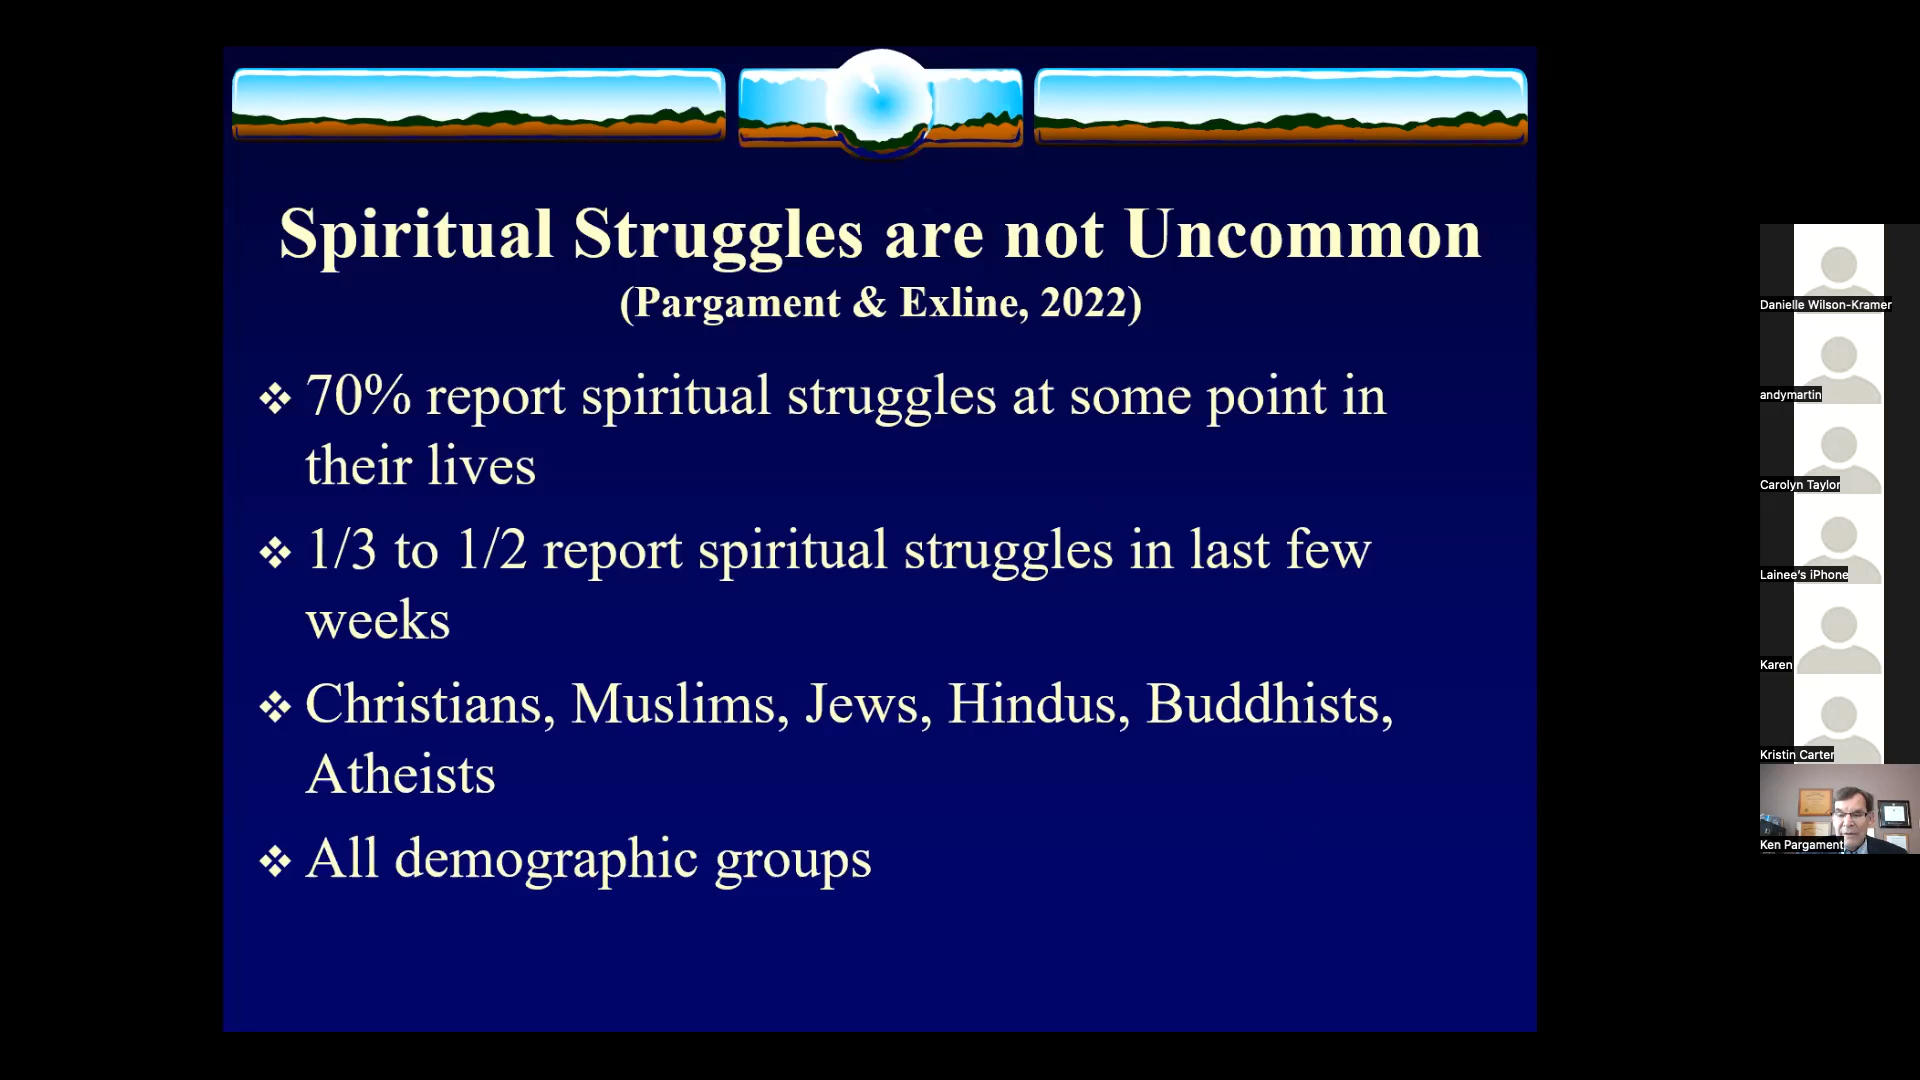 Spiritual Struggles are not Uncommon
(Pargament & Exline, 2022)
❖ 70% report spiritual struggles at some point in
their lives
❖ 1/3 to 1/2 report spiritual struggles in last few
weeks
❖ Christians, Muslims, Jews, Hindus, Buddhists,
Atheists
❖ All demographic groups
Danielle Wilson-Kramer
andymartin
Carolyn Taylor
Lainee’s iPhone
Karen
Kristin Carter
Ken Pargament